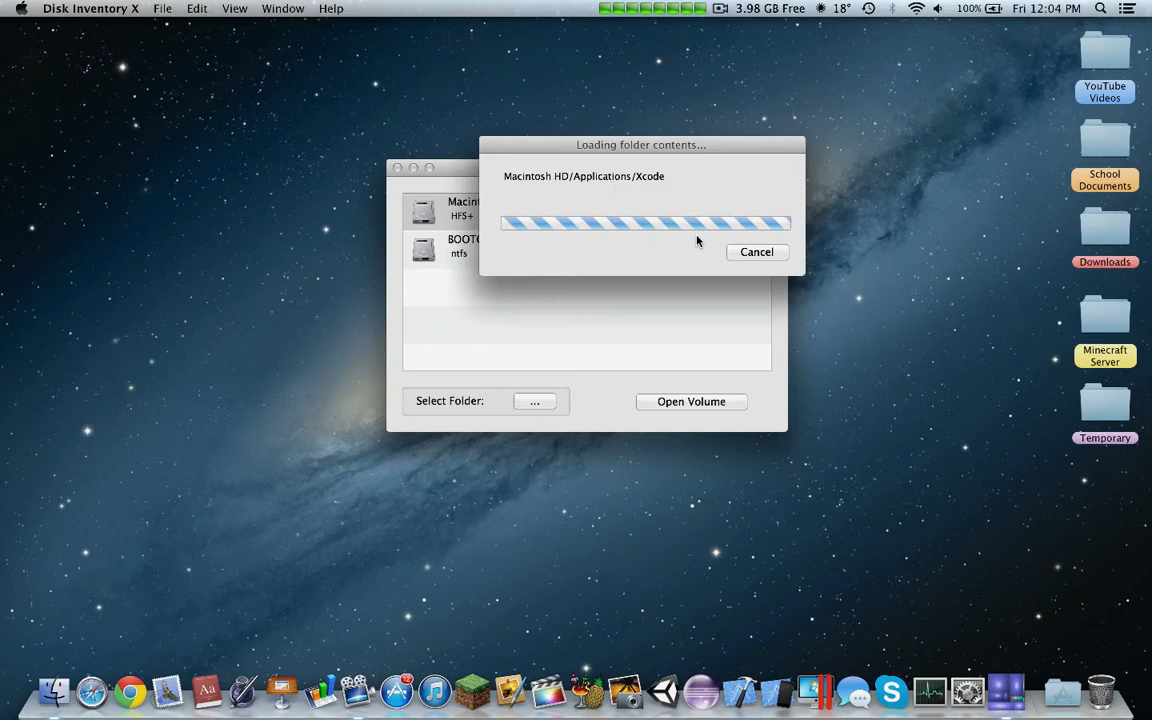 Disk Inventory X File Edit View Window Help 3.98 GB Free 18° 100% Fri 12:04 PM
YouTube
Videos
School
Documents
Downloads
Minecraft
Server
Temporary
Loading folder contents...
Macintosh HD/Applications/Xcode
Cancel
HFS+
ntfs
Select Folder:
...
Open Volume
12